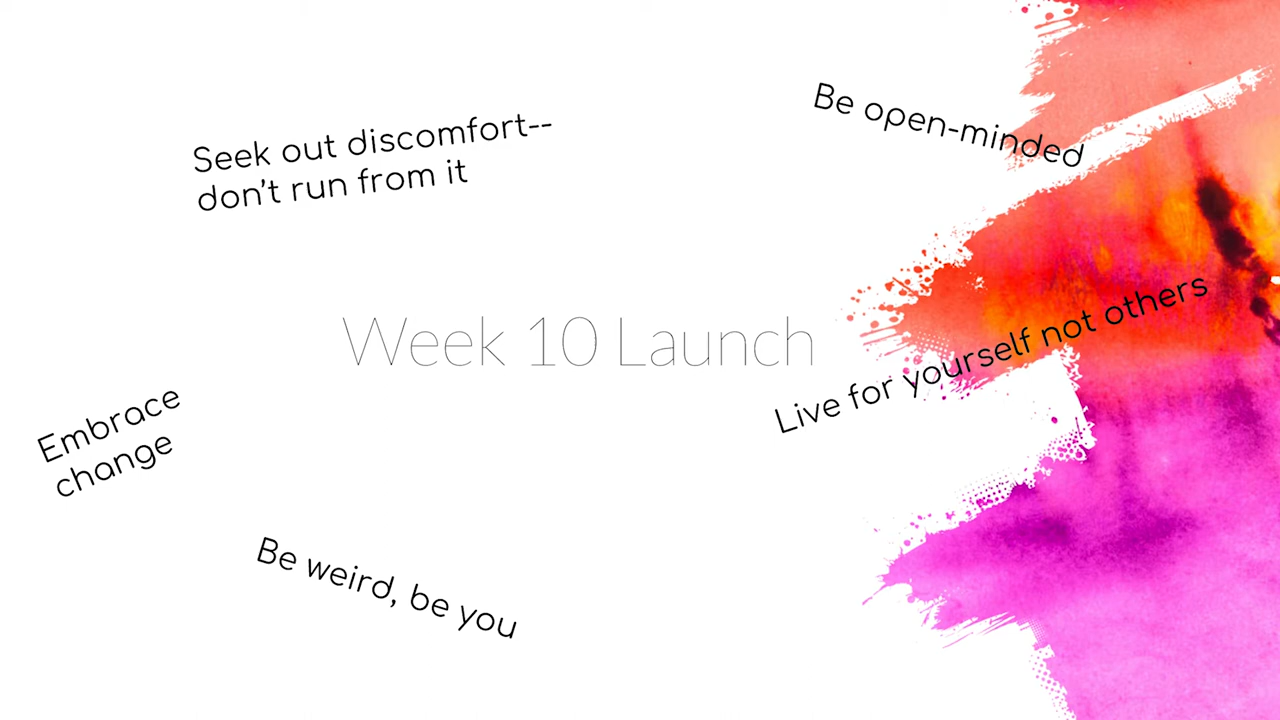 Seek out discomfort--
don't run from it
Be open-minded
Week 10 Launch
Live for yourself not others
Embrace
change
Be weird, be you